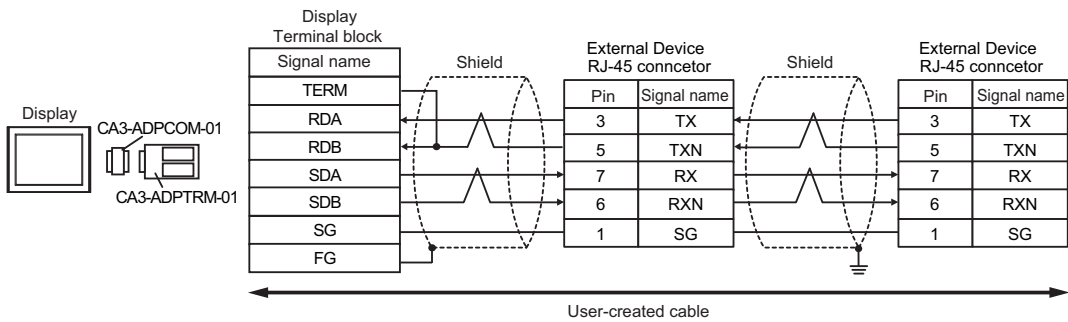 Display
CA3-ADPCOM-01
CA3-ADPTRM-01
Display
Terminal block
Signal name
TERM
RDA
RDB
SDA
SDB
SG
FG
Shield
External Device
RJ-45 conncetor
Pin Signal name
3 TX
5 TXN
7 RX
6 RXN
1 SG
Shield
External Device
RJ-45 conncetor
Pin Signal name
3 TX
5 TXN
7 RX
6 RXN
1 SG
User-created cable